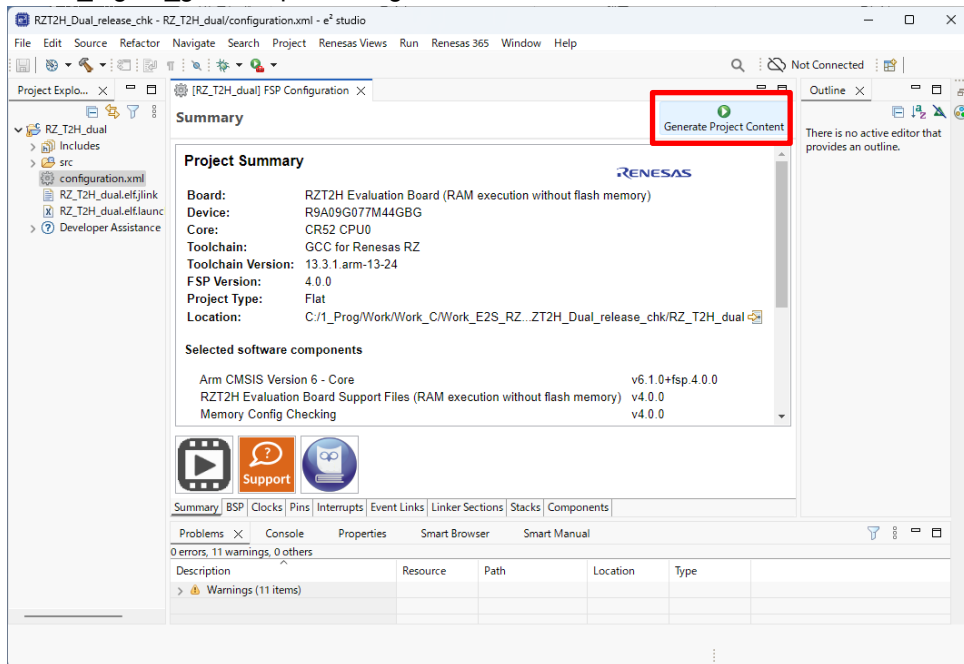 RZT2H_Dual_release_chk - RZ_T2H_dual/configuration.xml - e² studio
File Edit Source Refactor Navigate Search Project Renesas Views Run Renesas 365 Window Help
Not Connected
Project Explo...
[RZ_T2H_dual] FSP Configuration
Outline
RZ_T2H_dual
Includes
src
configuration.xml
RZ_T2H_dual.elf.jlink
RZ_T2H_dual.elf.launc
Developer Assistance
Summary
Generate Project Content
There is no active editor that
provides an outline.
Project Summary
RENESAS
Board: RZT2H Evaluation Board (RAM execution without flash memory)
Device: R9A09G077M44GBG
Core: CR52 CPU0
Toolchain: GCC for Renesas RZ
Toolchain Version: 13.3.1.arm-13-24
FSP Version: 4.0.0
Project Type: Flat
Location: C:/1_Prog/Work/Work_C/Work_E2S_RZ...ZT2H_Dual_release_chk/RZ_T2H_dual
Selected software components
Arm CMSIS Version 6 - Core v6.1.0+fsp.4.0.0
RZT2H Evaluation Board Support Files (RAM execution without flash memory) v4.0.0
Memory Config Checking v4.0.0
Support
Summary BSP Clocks Pins Interrupts Event Links Linker Sections Stacks Components
Problems Console Properties Smart Browser Smart Manual
0 errors, 11 warnings, 0 others
Description Resource Path Location Type
Warnings (11 items)